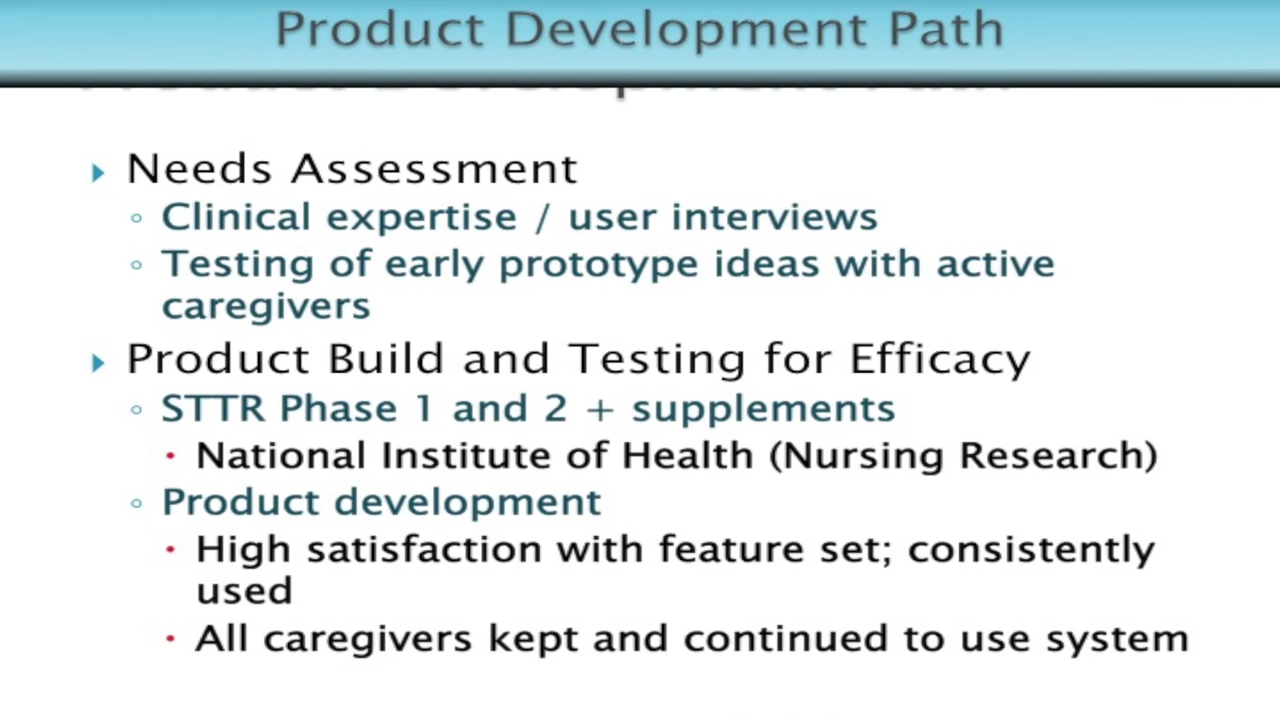 Product Development Path
Needs Assessment
Clinical expertise / user interviews
Testing of early prototype ideas with active
caregivers
Product Build and Testing for Efficacy
STTR Phase 1 and 2 + supplements
National Institute of Health (Nursing Research)
Product development
High satisfaction with feature set; consistently
used
All caregivers kept and continued to use system